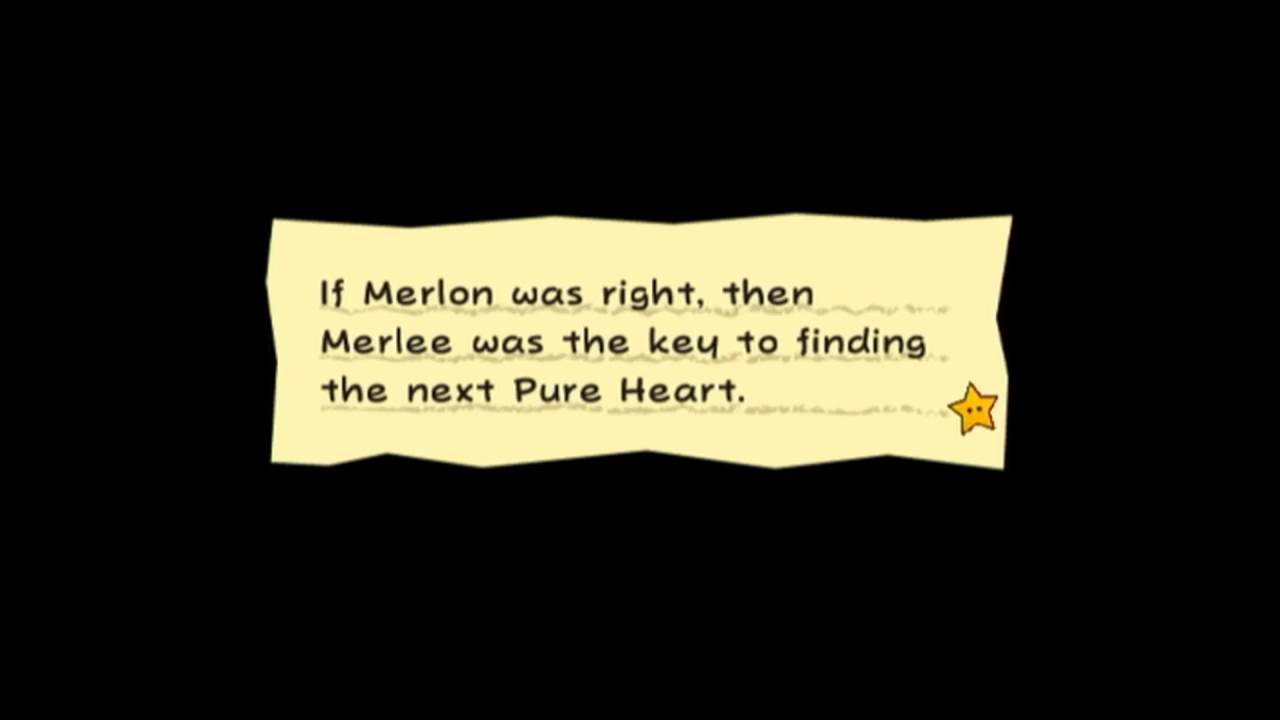 If Merlon was right, then
Merlee was the key to finding
the next Pure Heart.